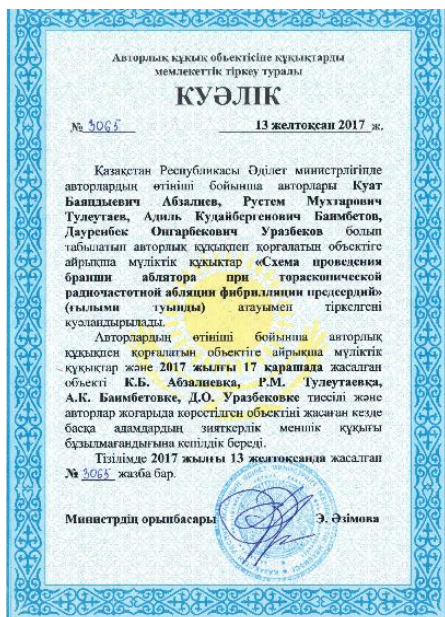 Авторлық құқық объектісіне құқықтарды
мемлекеттік тіркеу туралы
КУӘЛІК
№ 3065 13 желтоқсан 2017 ж.
Қазақстан Республикасы Әділет министрлігінде
авторлардың өтініші бойынша авторлары Куат
Баяндыевич Абзалиев, Рустем Мухтарович
Тулеутаев, Адиль Кудайбергенович Баимбетов,
Дауренбек Онгарбекович Уразбеков болып
табылатын авторлық құқықпен қорғалатын объектіге
айрықша мүліктік құқықтар «Схема проведения
бранши аблятора при тораскопической
радиочастотной абляции фибрилляции предсердий»
(ғылыми туынды) атауымен тіркелгені
куәландырылады.
Авторлардың өтініші бойынша авторлық
құқықпен қорғалатын объектіге айрықша мүліктік
құқықтар және 2017 жылғы 17 қарашада жасалған
объекті К.Б. Абзалиевқа, Р.М. Тулеутаевқа,
А.К. Баимбетовке, Д.О. Уразбековке тиесілі және
авторлар жоғарыда көрсетілген объектіні жасаған кезде
басқа адамдардың зияткерлік меншік құқығы
бұзылмағандығына кепілдік береді.
Тізілімде 2017 жылғы 13 желтоқсанда жасалған
№ 3065 жазба бар.
Министрдің орынбасары Э. Әзімова